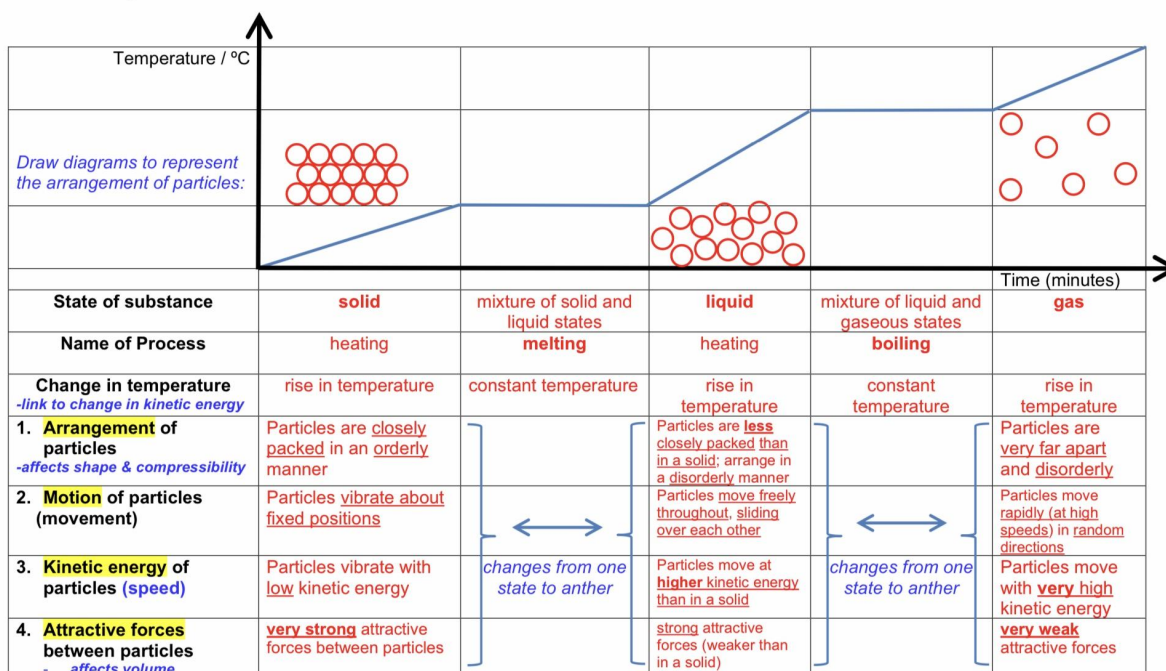 Temperature / ºC
Draw diagrams to represent
the arrangement of particles:
Time (minutes)
State of substance
solid
mixture of solid and
liquid states
liquid
mixture of liquid and
gaseous states
gas
Name of Process
heating
melting
heating
boiling
Change in temperature
-link to change in kinetic energy
rise in temperature
constant temperature
rise in
temperature
constant
temperature
rise in
temperature
1. Arrangement of
particles
-affects shape & compressibility
Particles are closely
packed in an orderly
manner
Particles are less
closely packed than
in a solid; arrange in
a disorderly manner
Particles are
very far apart
and disorderly
2. Motion of particles
(movement)
Particles vibrate about
fixed positions
Particles move freely
throughout, sliding
over each other
Particles move
rapidly (at high
speeds) in random
directions
3. Kinetic energy of
particles (speed)
Particles vibrate with
low kinetic energy
changes from one
state to anther
Particles move at
higher kinetic energy
than in a solid
changes from one
state to anther
Particles move
with very high
kinetic energy
4. Attractive forces
between particles
- affects volume
very strong attractive
forces between particles
strong attractive
forces (weaker than
in a solid)
very weak
attractive forces